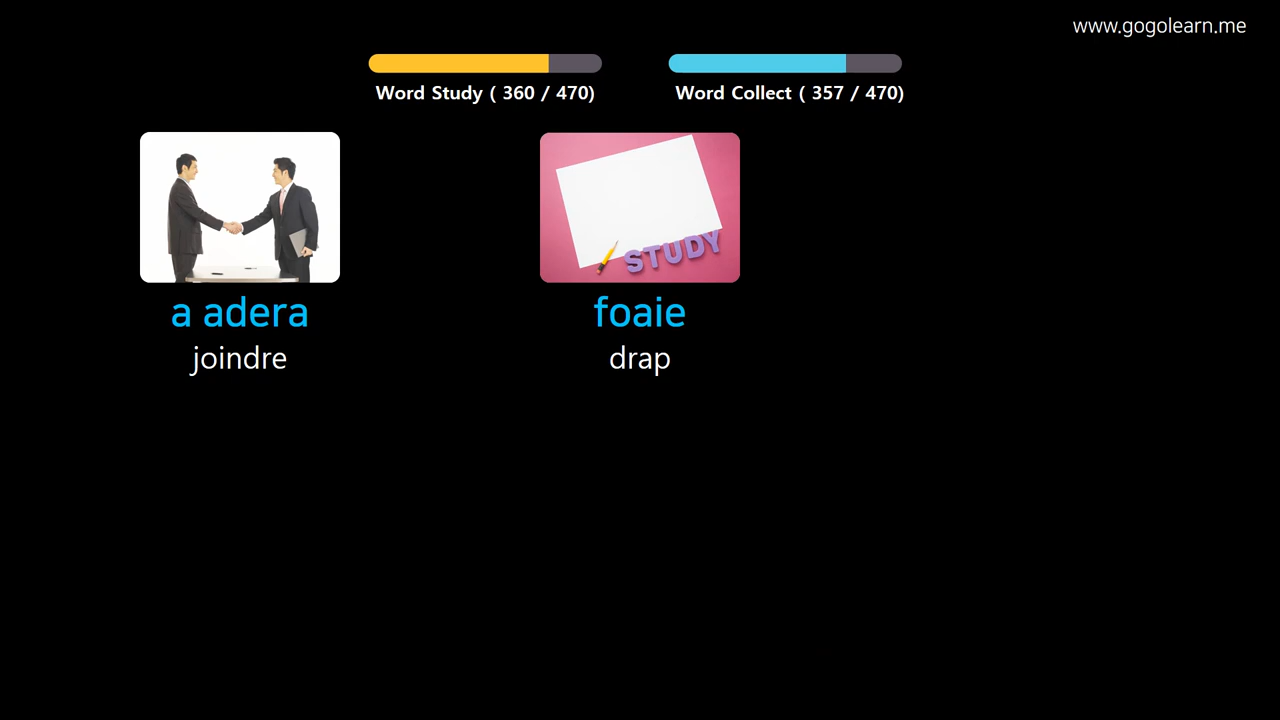 www.gogolearn.me
Word Study ( 360 / 470)
Word Collect ( 357 / 470)
STUDY
a adera
foaie
joindre
drap